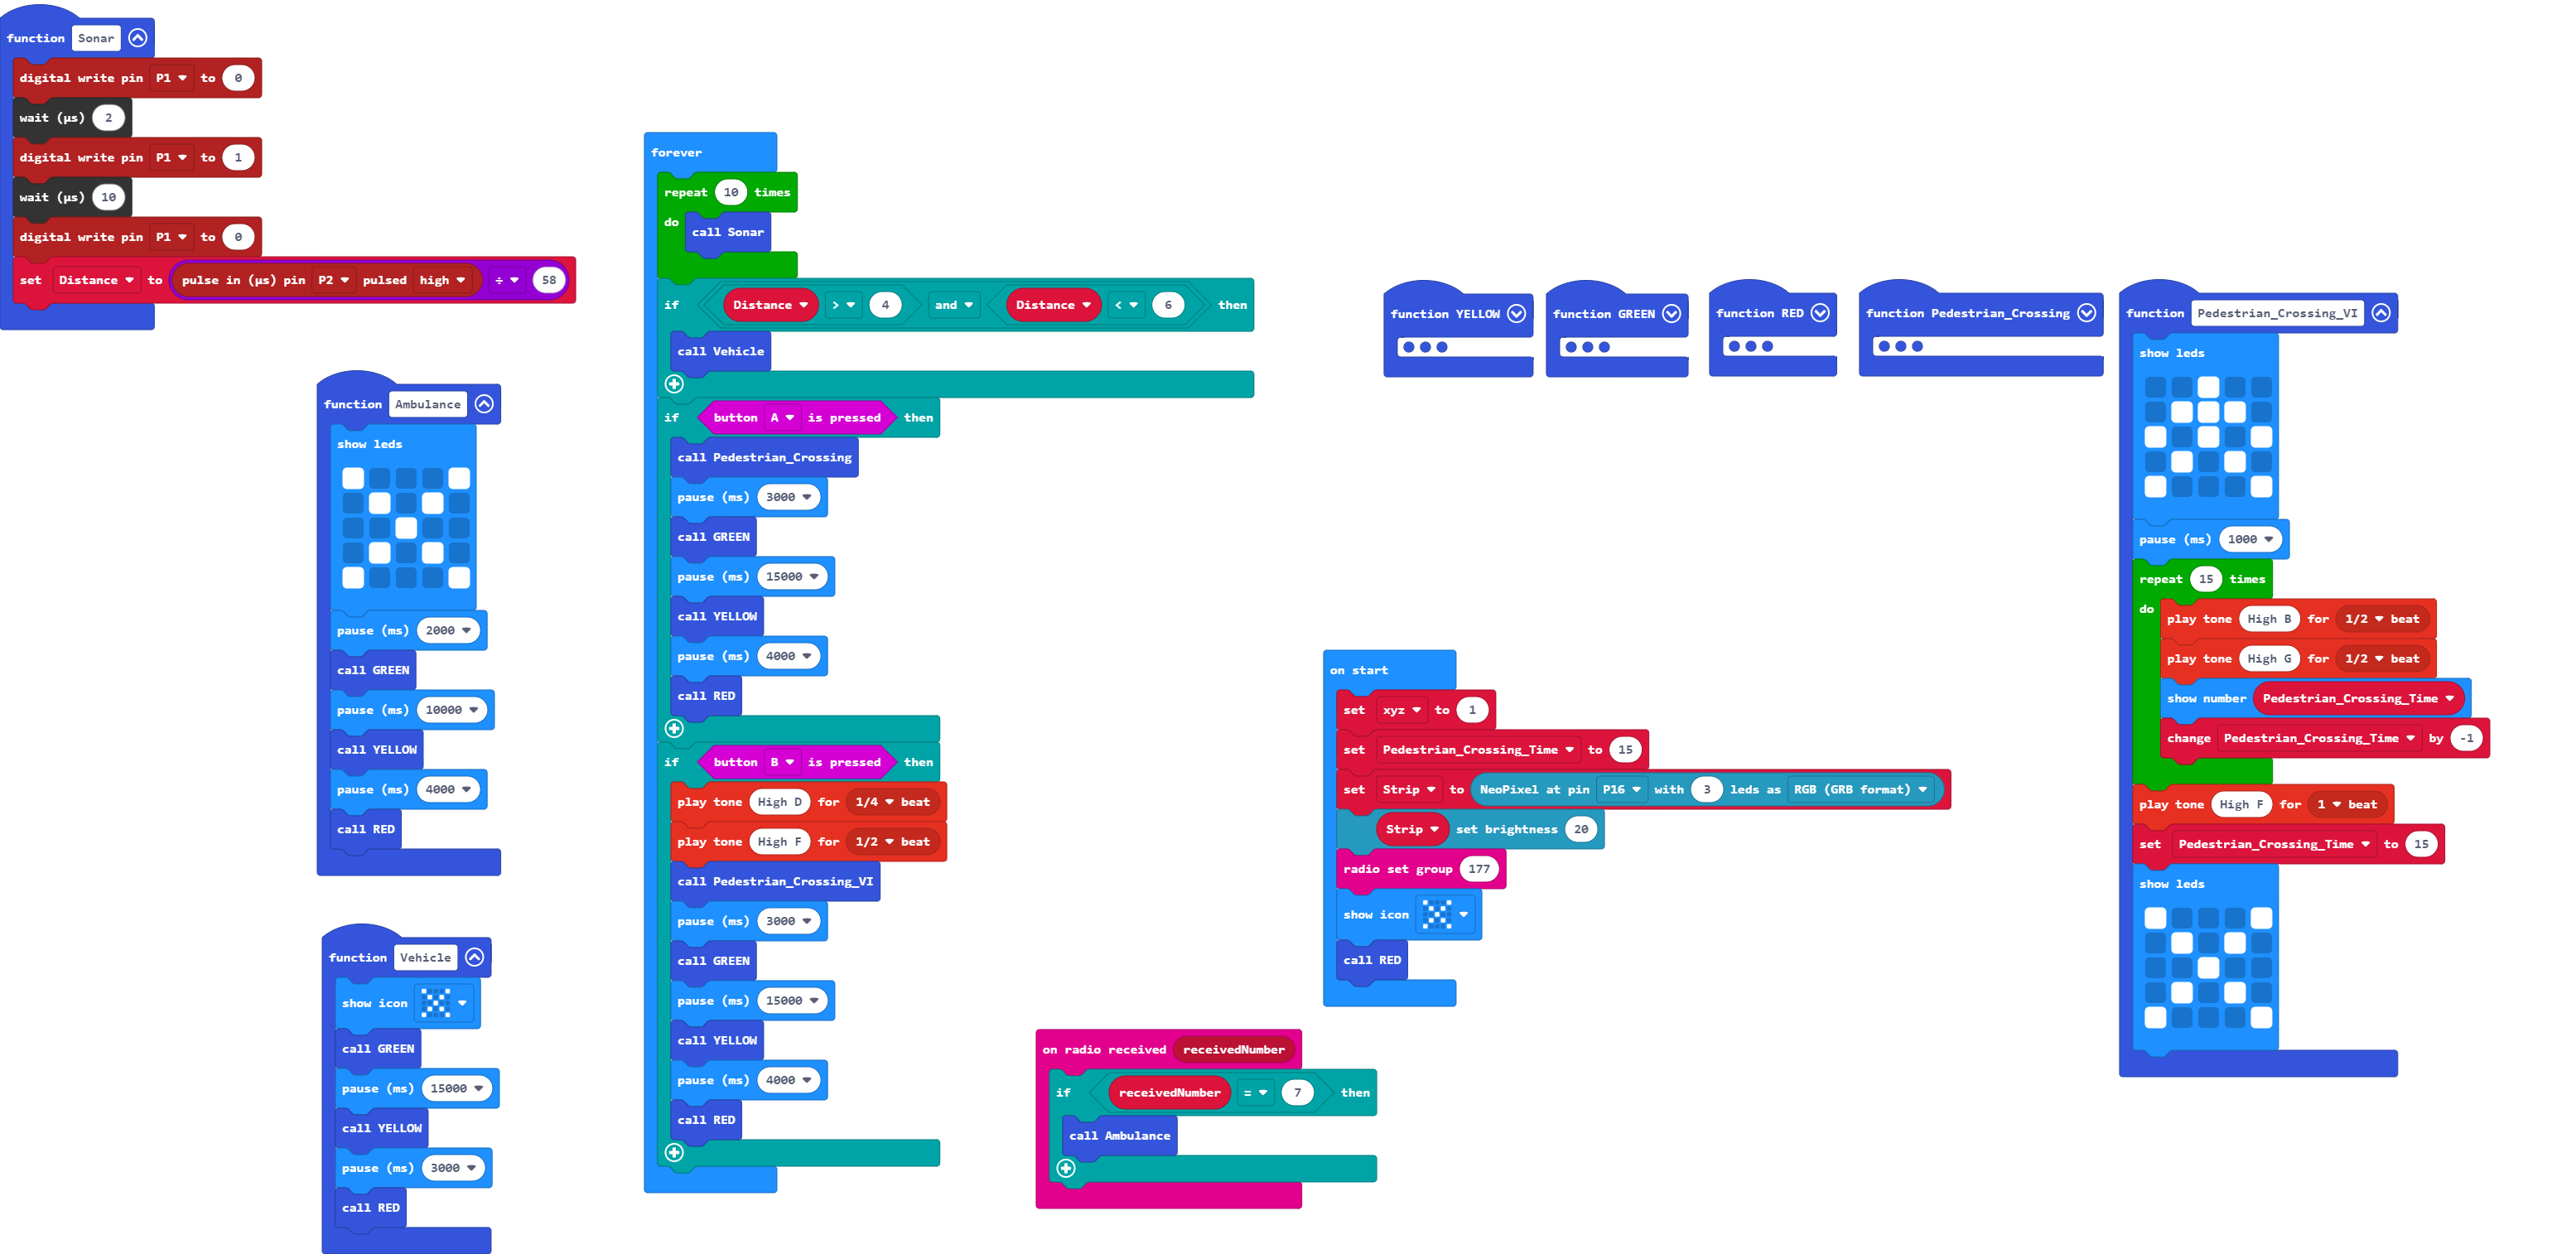 function Sonar
digital write pin P1 to 0
wait (µs) 2
digital write pin P1 to 1
wait (µs) 10
digital write pin P1 to 0
set Distance to pulse in (µs) pin P2 pulsed high ÷ 58
function Ambulance
show leds
pause (ms) 2000
call GREEN
pause (ms) 10000
call YELLOW
pause (ms) 4000
call RED
function Vehicle
show icon
call GREEN
pause (ms) 15000
call YELLOW
pause (ms) 3000
call RED
forever
repeat 10 times
do
call Sonar
if Distance > 4 and Distance < 6 then
call Vehicle
if button A is pressed then
call Pedestrian_Crossing
pause (ms) 3000
call GREEN
pause (ms) 15000
call YELLOW
pause (ms) 4000
call RED
if button B is pressed then
play tone High D for 1/4 beat
play tone High F for 1/2 beat
call Pedestrian_Crossing_VI
pause (ms) 3000
call GREEN
pause (ms) 15000
call YELLOW
pause (ms) 4000
call RED
on radio received receivedNumber
if receivedNumber = 7 then
call Ambulance
on start
set xyz to 1
set Pedestrian_Crossing_Time to 15
set Strip to NeoPixel at pin P16 with 3 leds as RGB (GRB format)
Strip set brightness 20
radio set group 177
show icon
call RED
function YELLOW
function GREEN
function RED
function Pedestrian_Crossing
function Pedestrian_Crossing_VI
show leds
pause (ms) 1000
repeat 15 times
do
play tone High B for 1/2 beat
play tone High G for 1/2 beat
show number Pedestrian_Crossing_Time
change Pedestrian_Crossing_Time by -1
play tone High F for 1 beat
set Pedestrian_Crossing_Time to 15
show leds